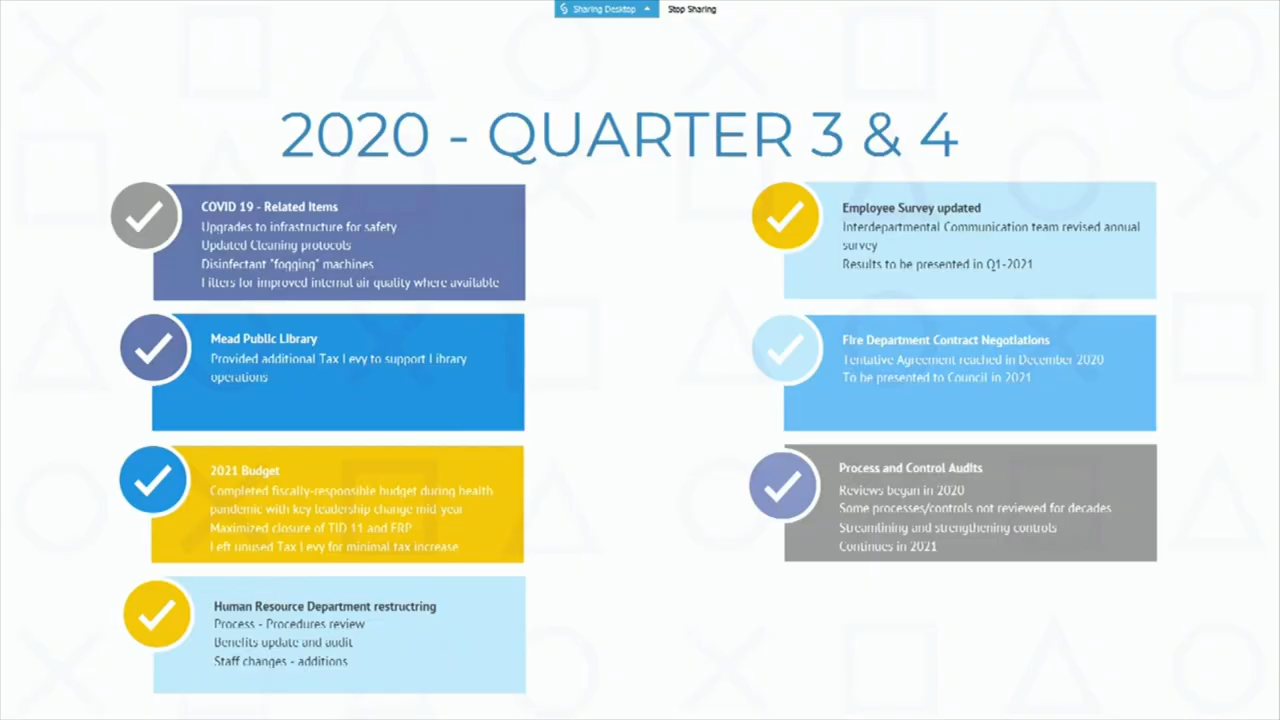 Sharing Desktop Stop Sharing
2020 - QUARTER 3 & 4
COVID 19 - Related Items
Upgrades to infrastructure for safety
Updated Cleaning protocols
Disinfectant "fogging" machines
Filters for improved internal air quality where available
Mead Public Library
Provided additional Tax Levy to support Library
operations
2021 Budget
Completed fiscally-responsible budget during health
pandemic with key leadership change mid year
Maximized closure of TID 11 and ERP
Left unused Tax Levy for minimal tax increase
Human Resource Department restructring
Process - Procedures review
Benefits update and audit
Staff changes - additions
Employee Survey updated
Interdepartmental Communication team revised annual
survey
Results to be presented in Q1-2021
Fire Department Contract Negotiations
Tentative Agreement reached in December 2020
To be presented to Council in 2021
Process and Control Audits
Reviews began in 2020
Some processes/controls not reviewed for decades
Streamlining and strengthening controls
Continues in 2021